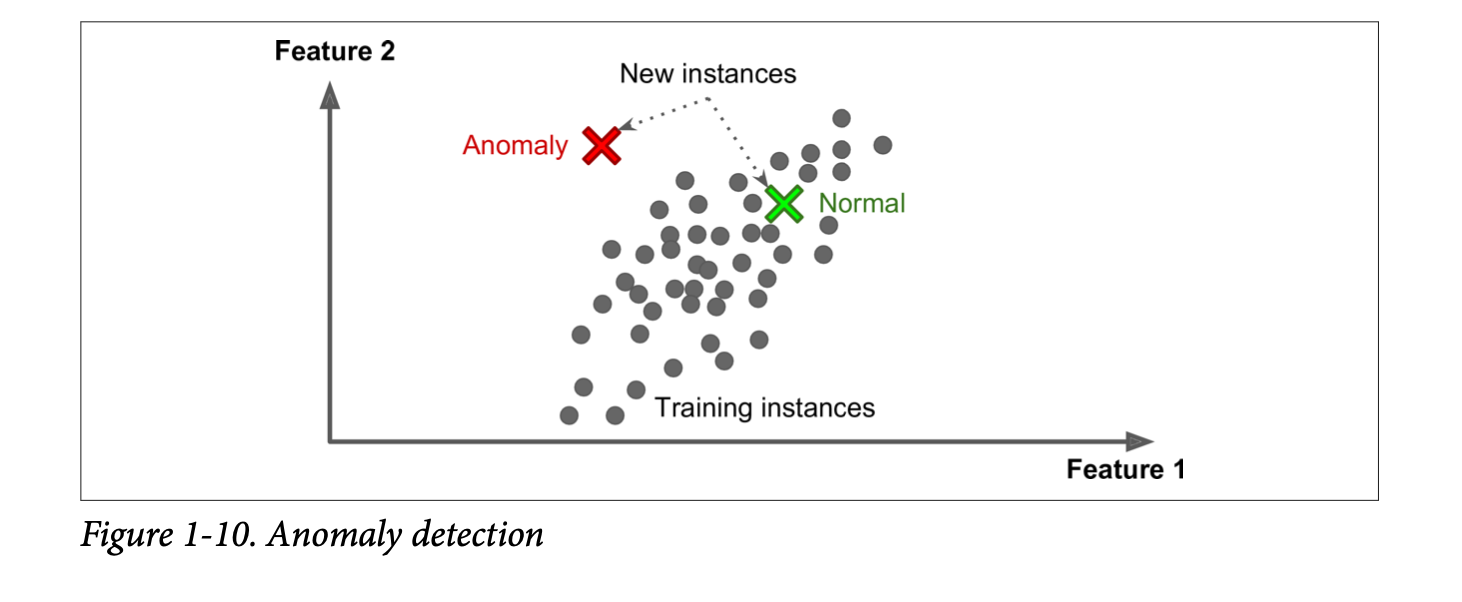 Feature 2
New instances
Anomaly
Normal
Training instances
Feature 1
Figure 1-10. Anomaly detection